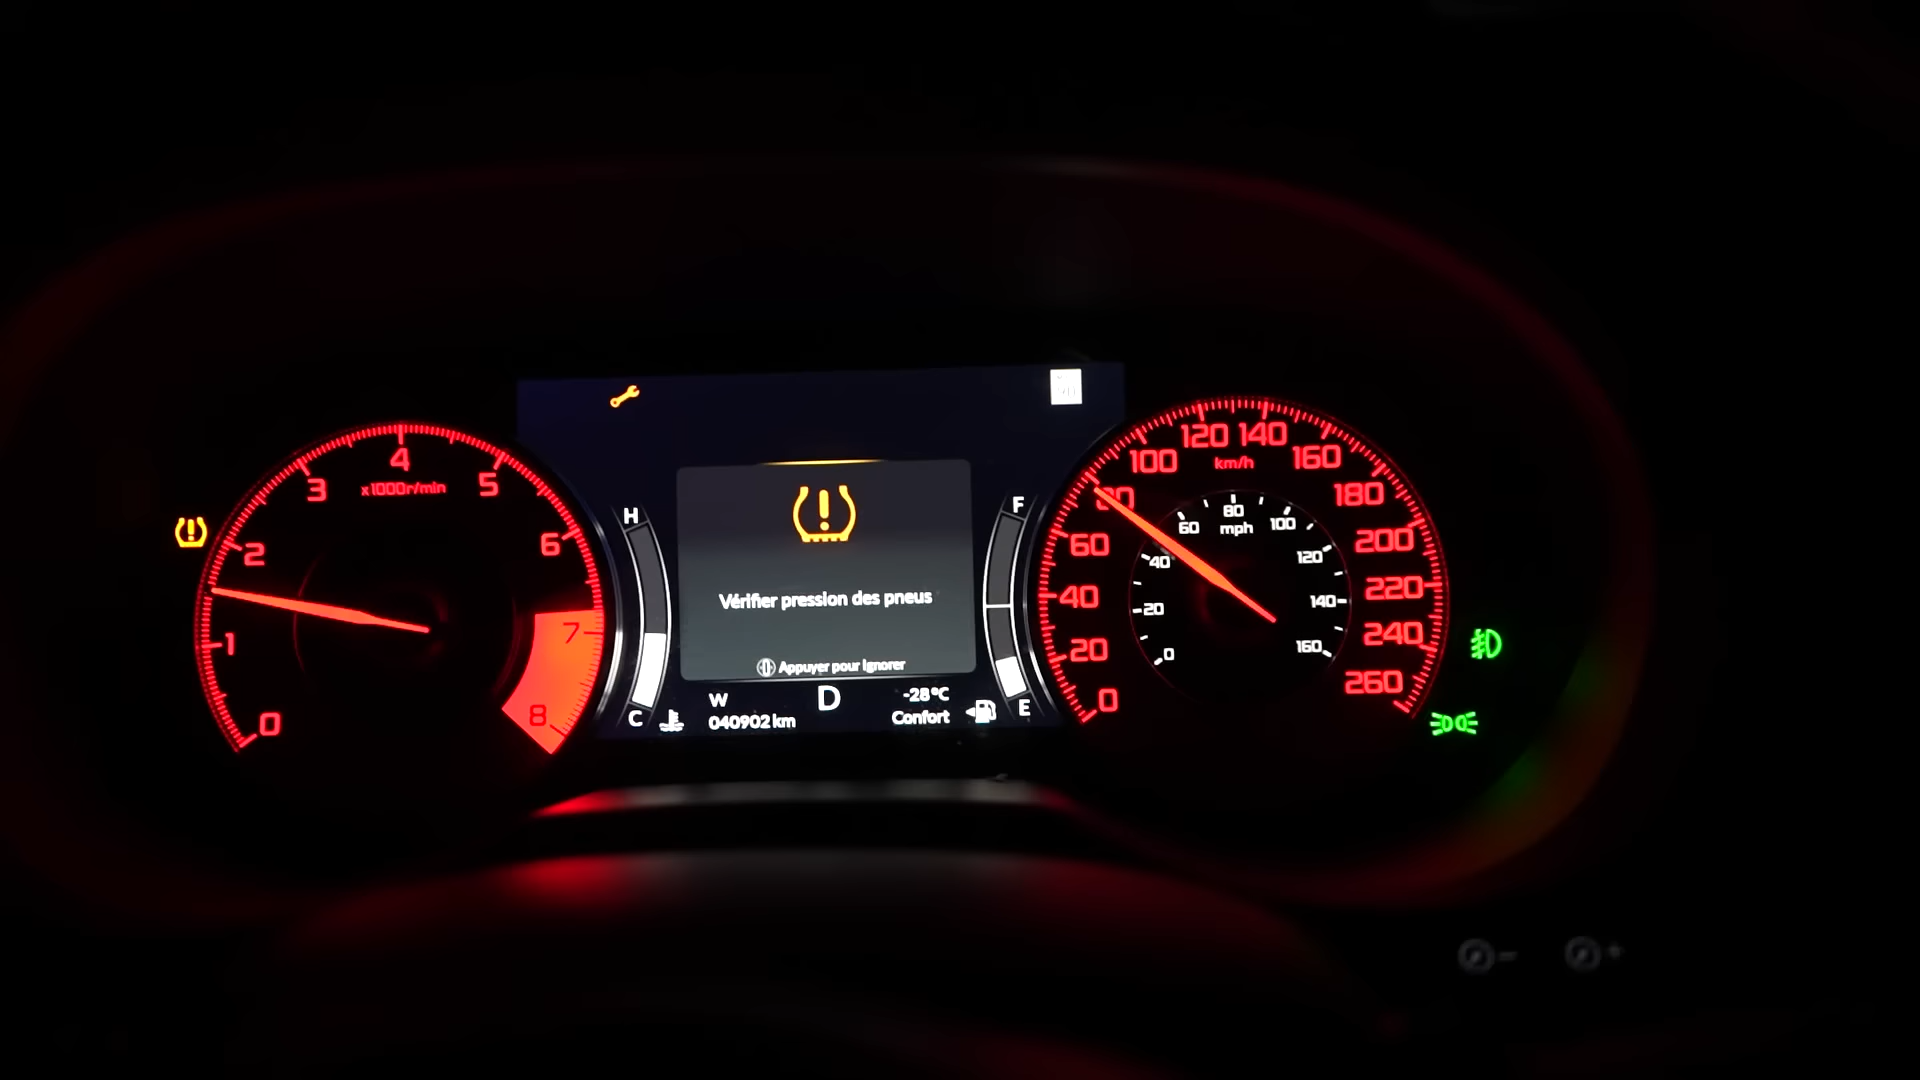 4
3
5
x1000r/min
2
6
1
7
0
8
H
C
Vérifier pression des pneus
Appuyer pour ignorer
W
D
-28°C
040902 km
Confort
F
E
120
140
100
km/h
160
80
180
60
200
40
220
20
240
0
260
80
mph
60
100
40
120
20
140
0
160
-
+